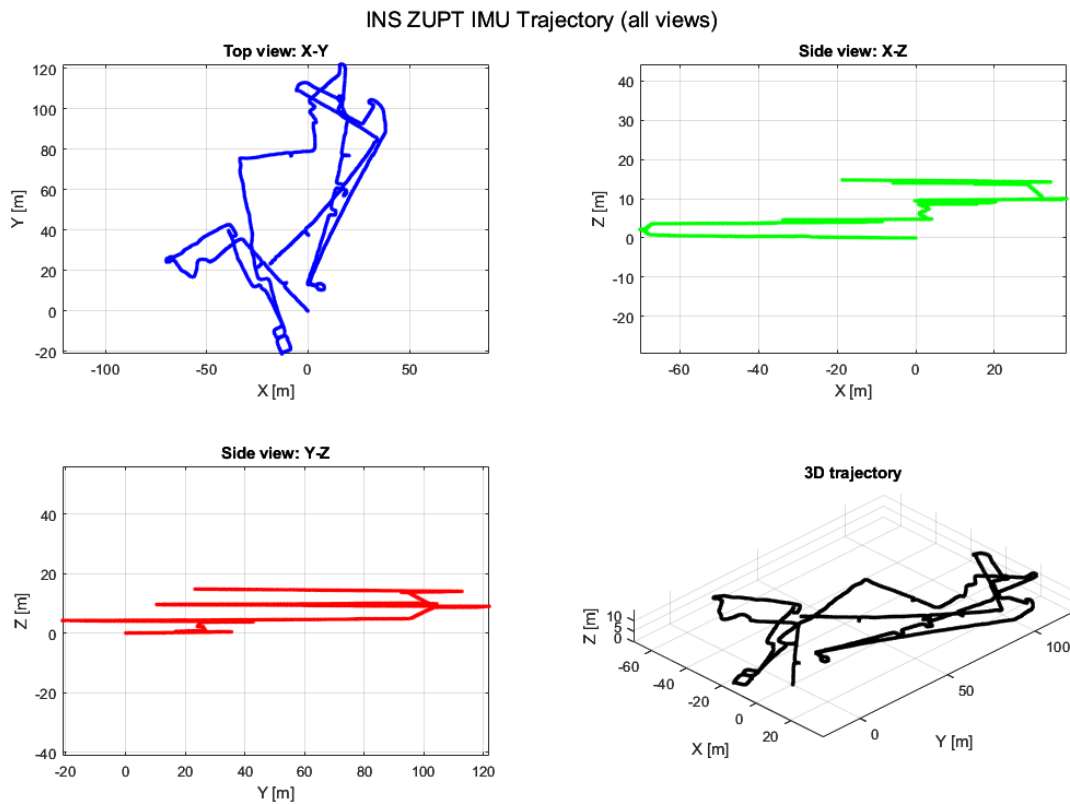 INS ZUPT IMU Trajectory (all views)
Top view: X-Y
120
100
80
60
40
20
0
-20
Y [m]
-100 -50 0 50
X [m]
Side view: X-Z
40
30
20
10
0
-10
-20
Z [m]
-60 -40 -20 0 20
X [m]
Side view: Y-Z
40
20
0
-20
-40
Z [m]
-20 0 20 40 60 80 100 120
Y [m]
3D trajectory
10
5
0
Z [m]
-60
-40
-20
0
20
X [m]
0
50
100
Y [m]